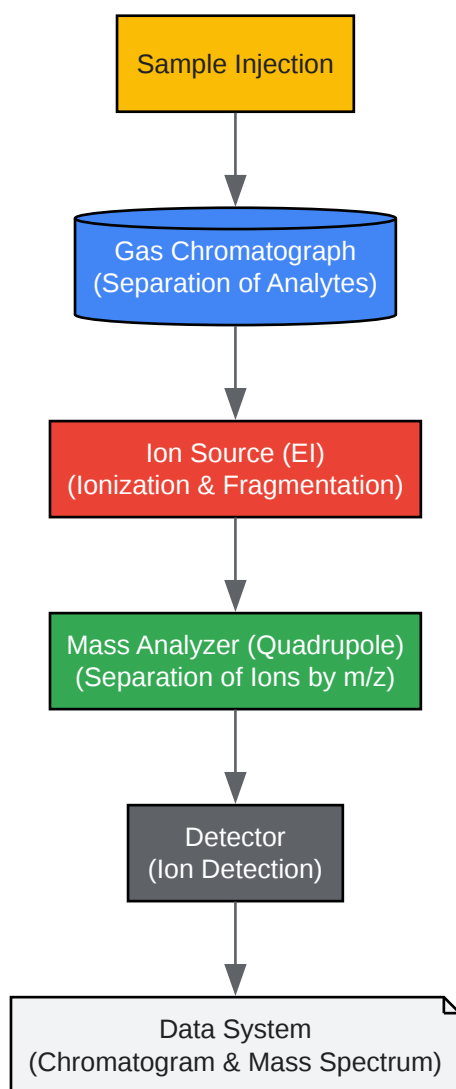 Sample Injection
Gas Chromatograph
(Separation of Analytes)
Ion Source (EI)
(Ionization & Fragmentation)
Mass Analyzer (Quadrupole)
(Separation of Ions by m/z)
Detector
(Ion Detection)
Data System
(Chromatogram & Mass Spectrum)